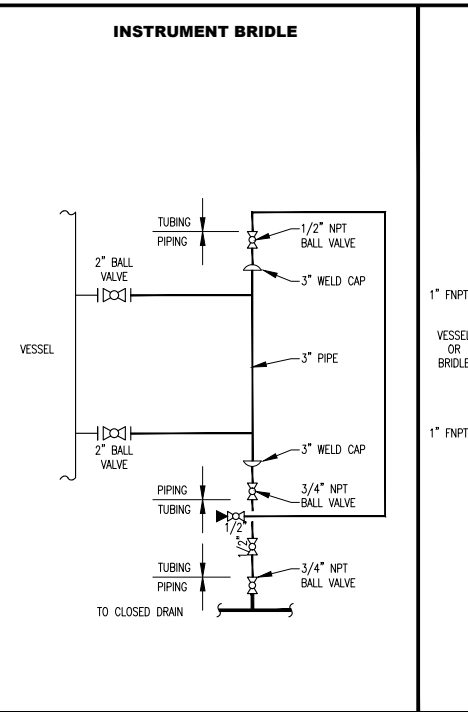 INSTRUMENT BRIDLE
TUBING
PIPING
1/2" NPT
BALL VALVE
2" BALL
VALVE
3" WELD CAP
1" FNPT
VESSEL
3" PIPE
VESSEL
OR
BRIDLE
1" FNPT
2" BALL
VALVE
3" WELD CAP
PIPING
TUBING
3/4" NPT
BALL VALVE
1/2"
1/2"
TUBING
PIPING
3/4" NPT
BALL VALVE
TO CLOSED DRAIN